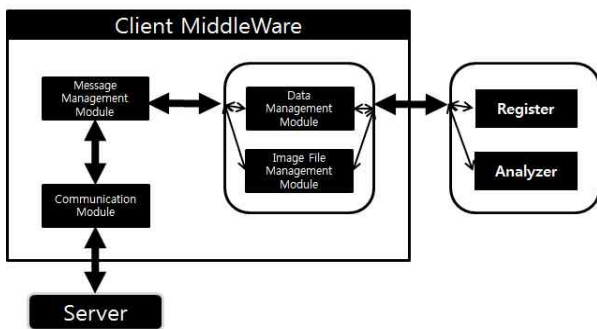 Client MiddleWare
Message
Management
Module
Data
Management
Module
Register
Image File
Management
Module
Analyzer
Communication
Module
Server